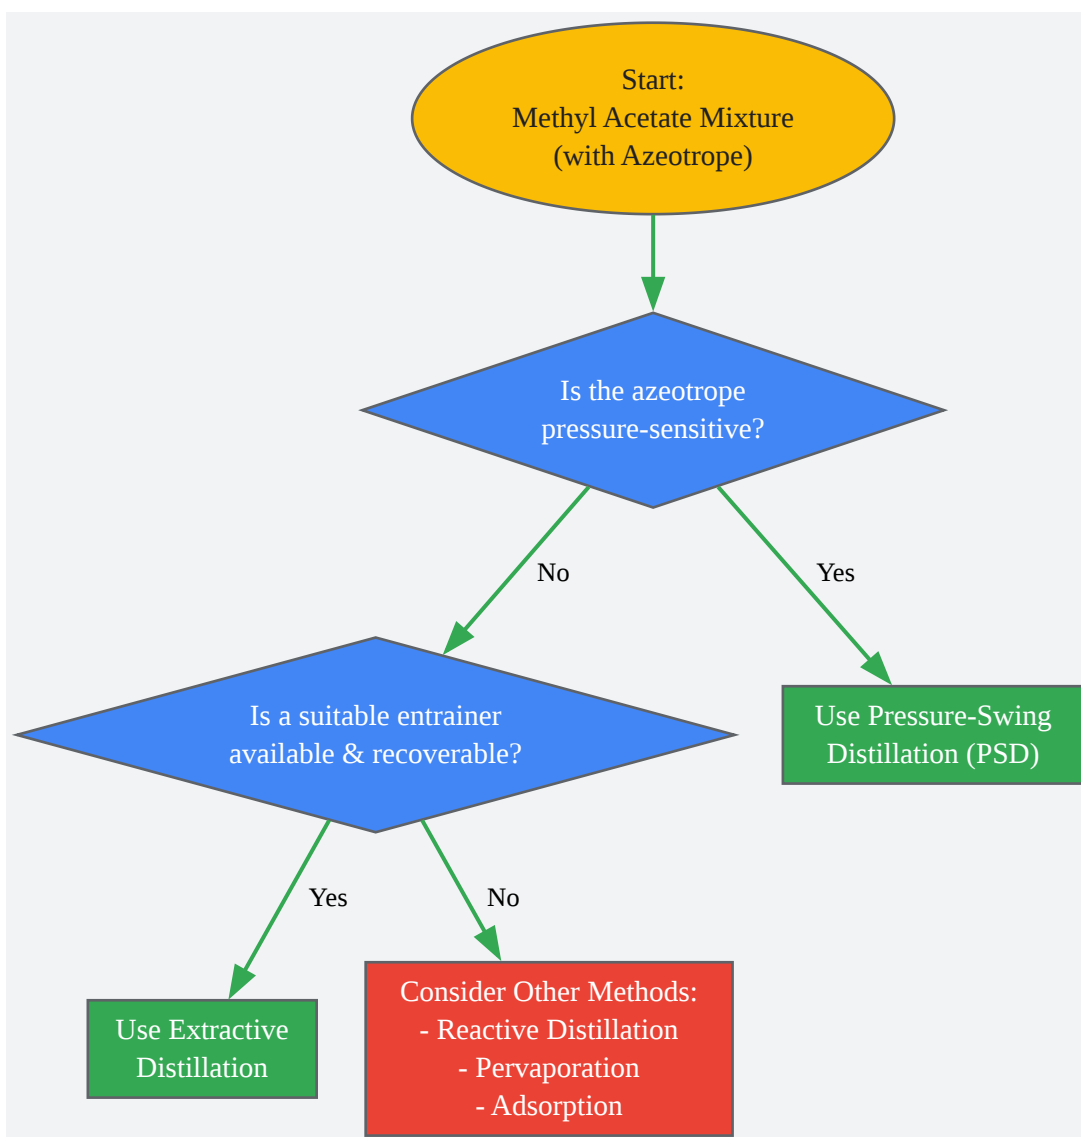 Start:
Methyl Acetate Mixture
(with Azeotrope)
Is the azeotrope
pressure-sensitive?
No
Yes
Is a suitable entrainer
available & recoverable?
Use Pressure-Swing
Distillation (PSD)
Yes
No
Use Extractive
Distillation
Consider Other Methods:
- Reactive Distillation
- Pervaporation
- Adsorption